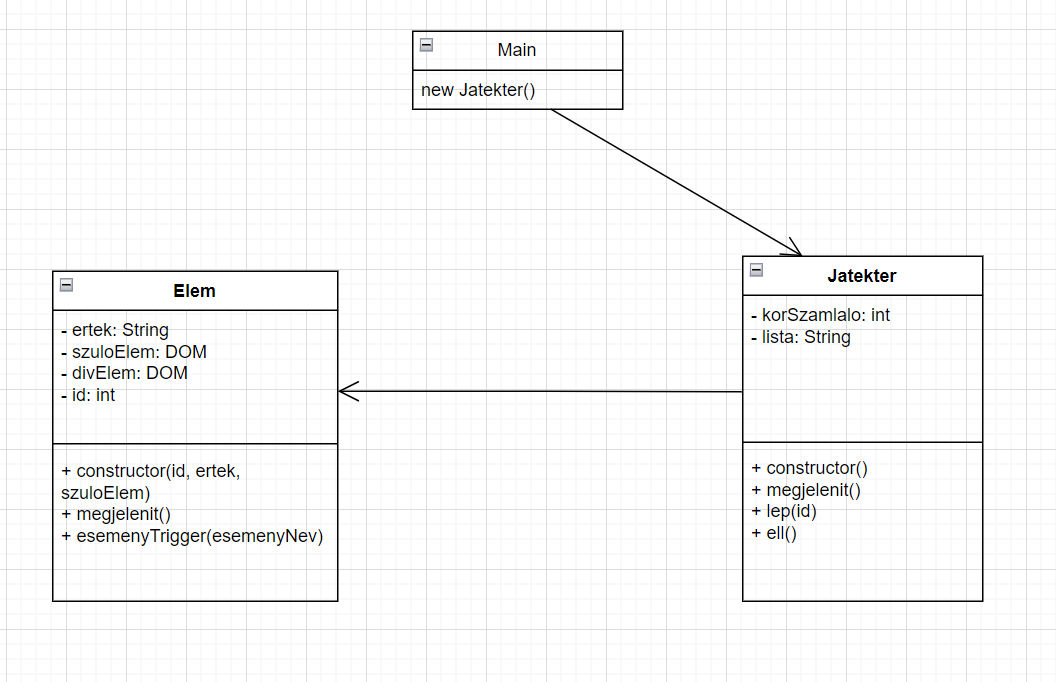 Main
new Jatekter()
Elem
- ertek: String
- szuloElem: DOM
- divElem: DOM
- id: int
+ constructor(id, ertek,
szuloElem)
+ megjelenit()
+ esemenyTrigger(esemenyNev)
Jatekter
- korSzamlalo: int
- lista: String
+ constructor()
+ megjelenit()
+ lep(id)
+ ell()